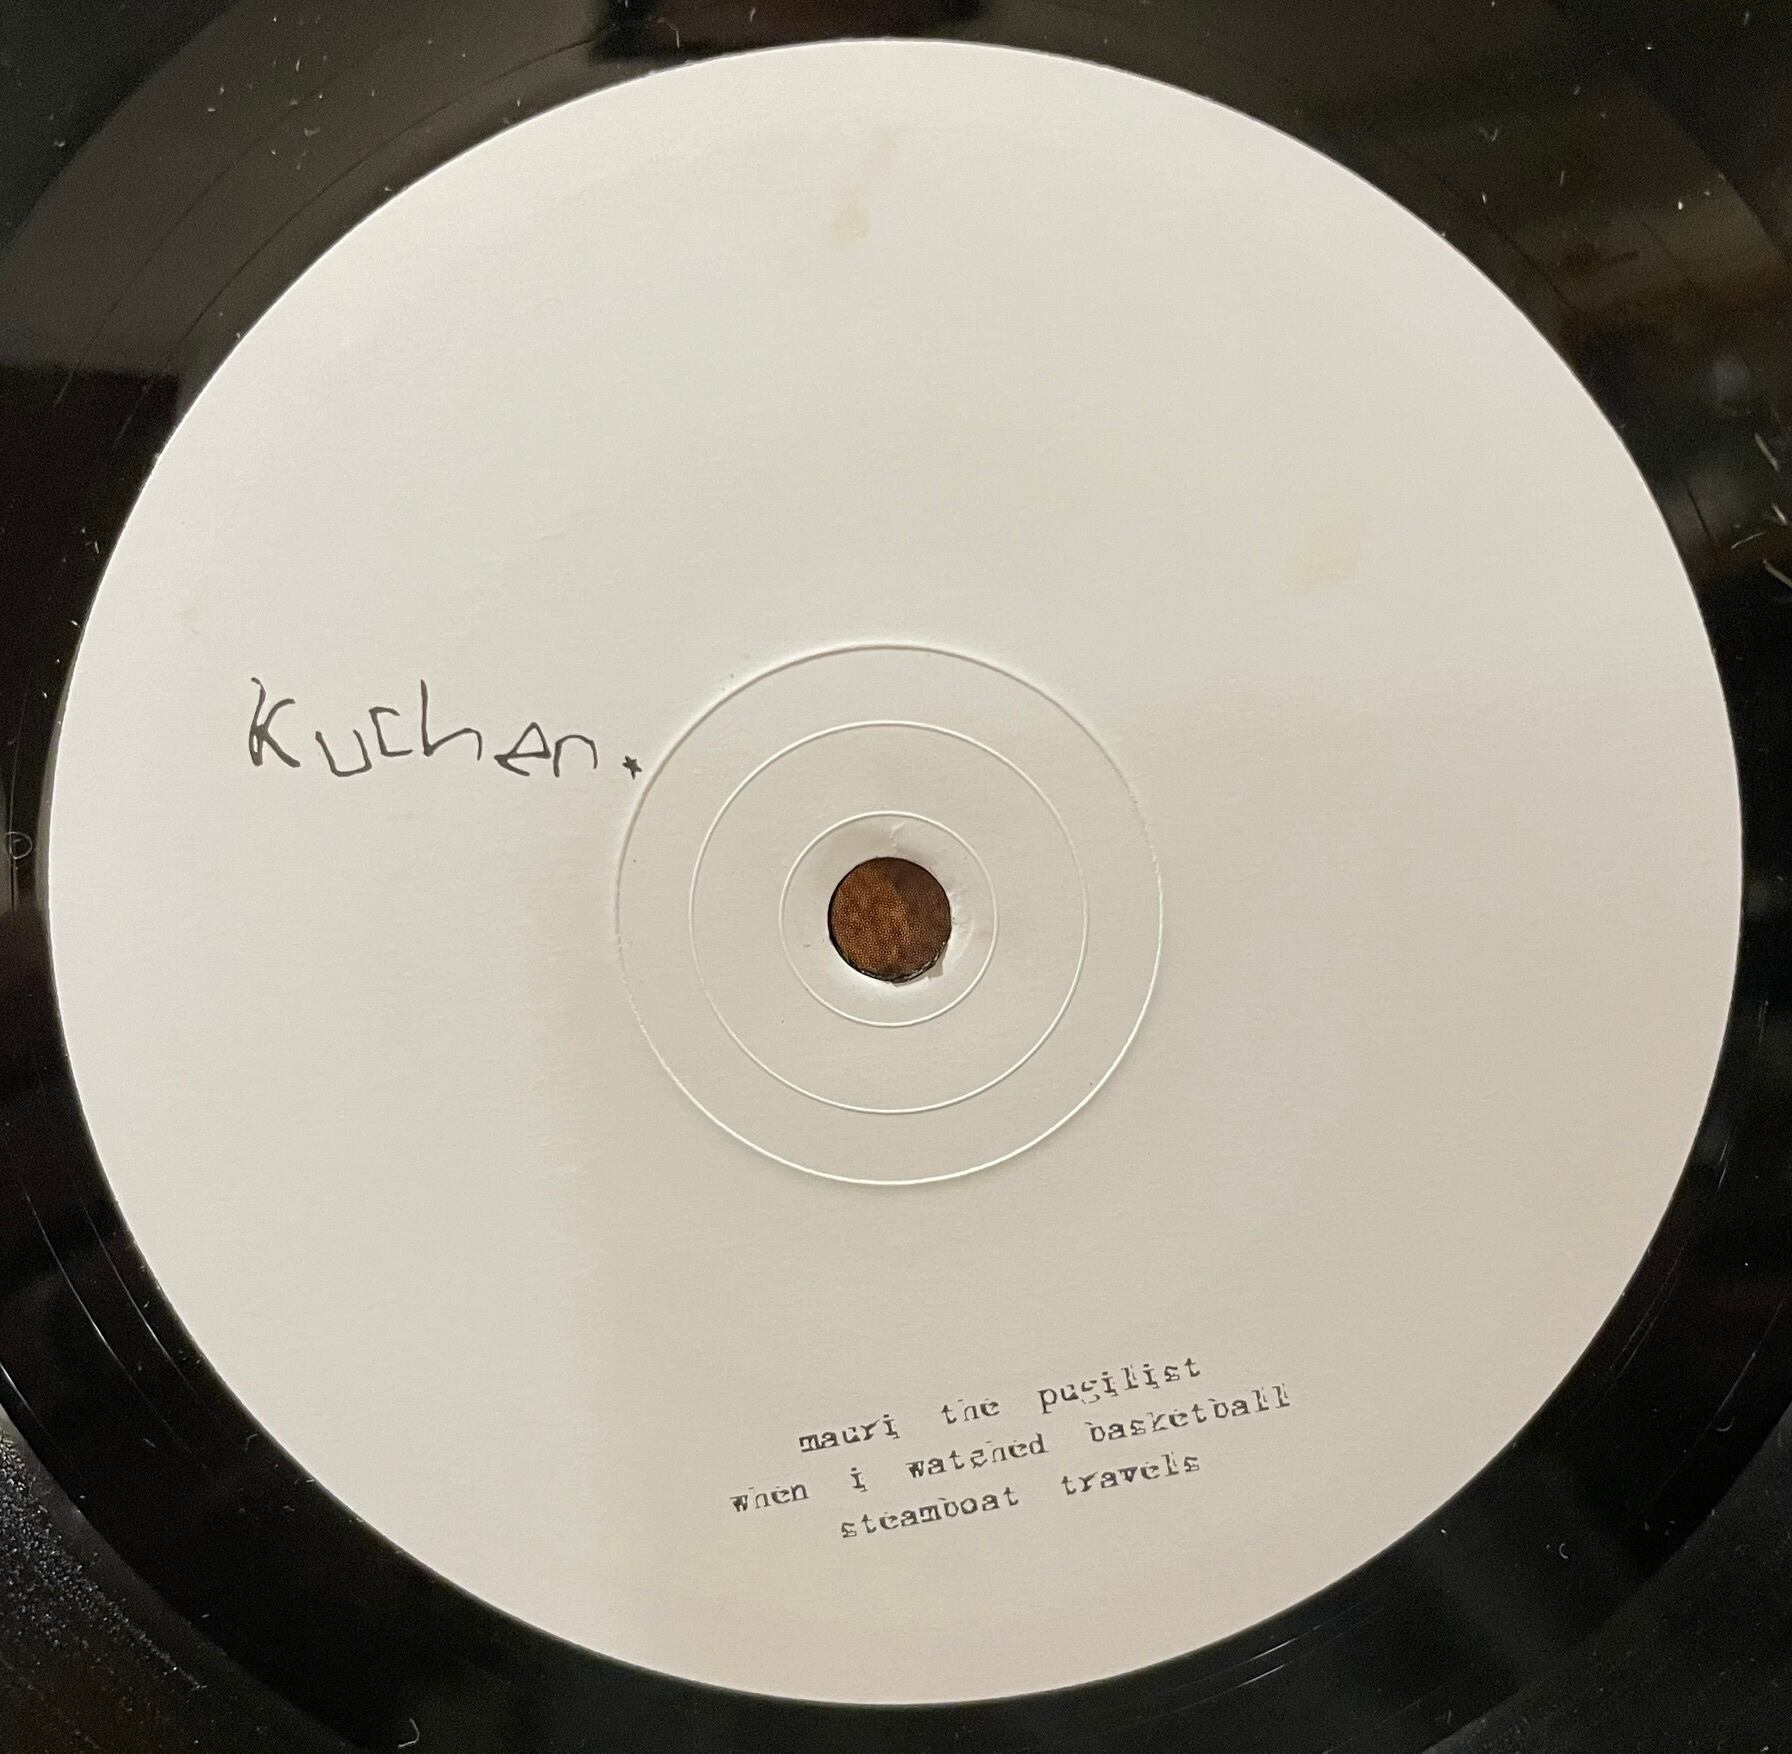 Kuchen.
mauri the pugilist
when i watched basketball
steamboat travels